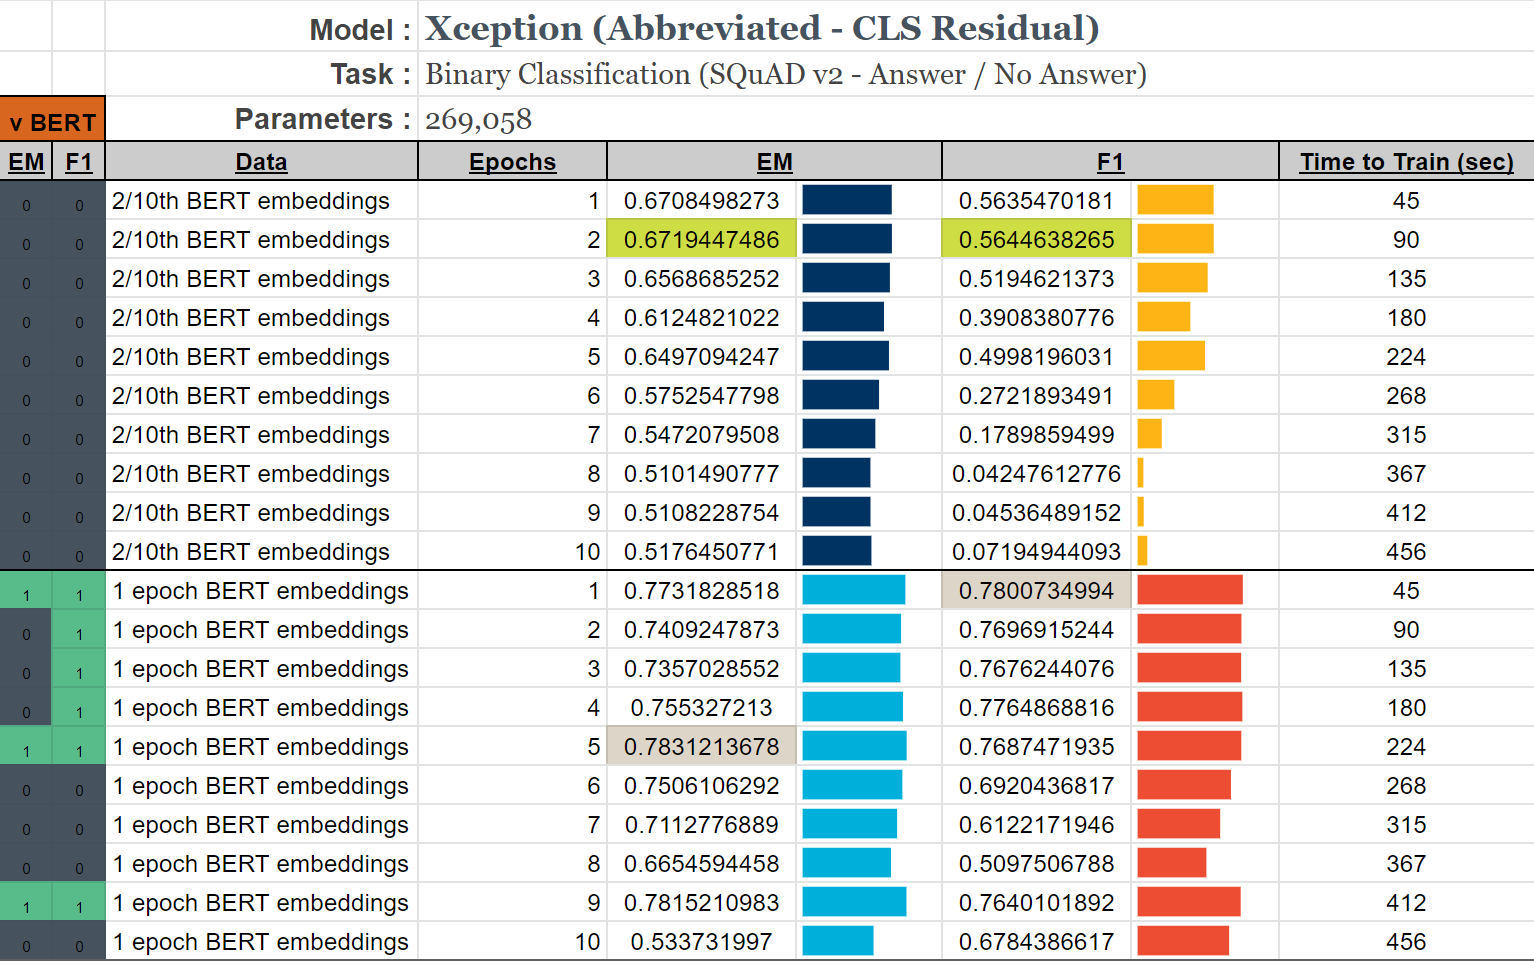 Model : Xception (Abbreviated - CLS Residual)
Task : Binary Classification (SQuAD v2 - Answer / No Answer)
v BERT Parameters : 269,058
EM F1 Data Epochs EM F1 Time to Train (sec)
0 0 2/10th BERT embeddings 1 0.6708498273 0.5635470181 45
0 0 2/10th BERT embeddings 2 0.6719447486 0.5644638265 90
0 0 2/10th BERT embeddings 3 0.6568685252 0.5194621373 135
0 0 2/10th BERT embeddings 4 0.6124821022 0.3908380776 180
0 0 2/10th BERT embeddings 5 0.6497094247 0.4998196031 224
0 0 2/10th BERT embeddings 6 0.5752547798 0.2721893491 268
0 0 2/10th BERT embeddings 7 0.5472079508 0.1789859499 315
0 0 2/10th BERT embeddings 8 0.5101490777 0.04247612776 367
0 0 2/10th BERT embeddings 9 0.5108228754 0.04536489152 412
0 0 2/10th BERT embeddings 10 0.5176450771 0.07194944093 456
1 1 1 epoch BERT embeddings 1 0.7731828518 0.7800734994 45
0 1 1 epoch BERT embeddings 2 0.7409247873 0.7696915244 90
0 1 1 epoch BERT embeddings 3 0.7357028552 0.7676244076 135
0 1 1 epoch BERT embeddings 4 0.755327213 0.7764868816 180
1 1 1 epoch BERT embeddings 5 0.7831213678 0.7687471935 224
0 0 1 epoch BERT embeddings 6 0.7506106292 0.6920436817 268
0 0 1 epoch BERT embeddings 7 0.7112776889 0.6122171946 315
0 0 1 epoch BERT embeddings 8 0.6654594458 0.5097506788 367
1 1 1 epoch BERT embeddings 9 0.7815210983 0.7640101892 412
0 0 1 epoch BERT embeddings 10 0.533731997 0.6784386617 456